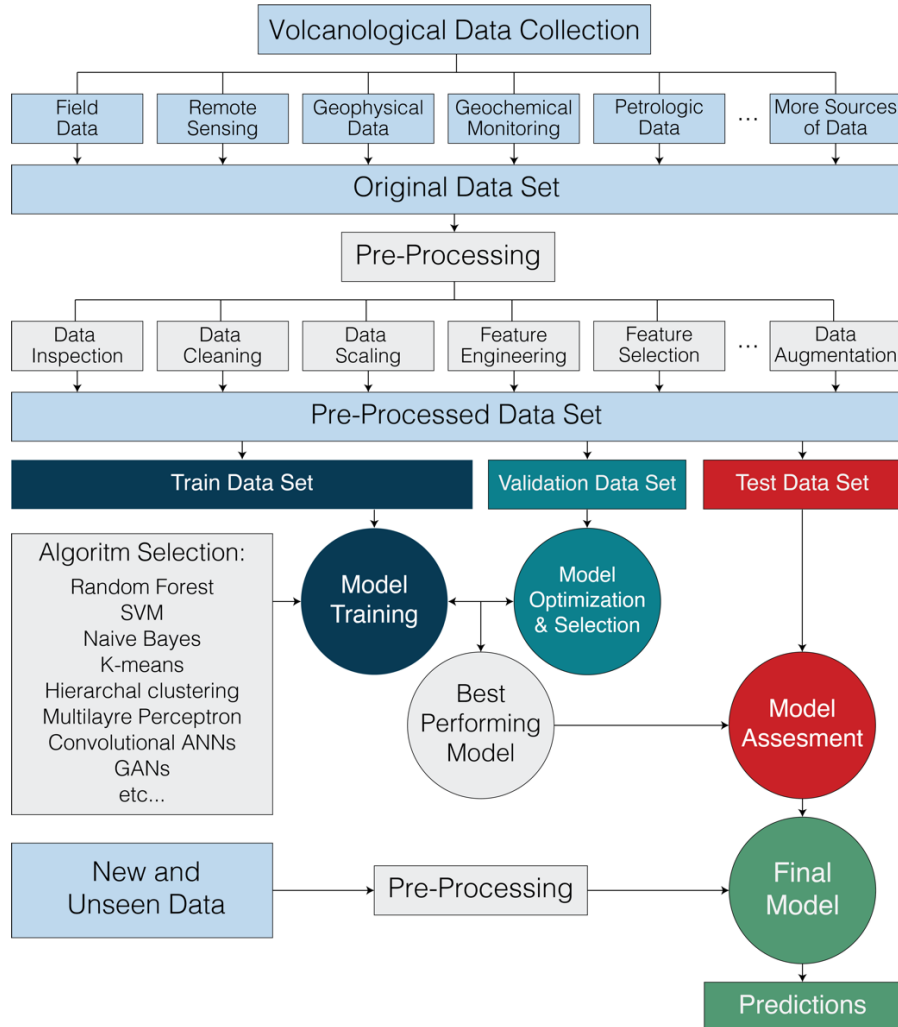 Volcanological Data Collection
Field
Data
Remote
Sensing
Geophysical
Data
Geochemical
Monitoring
Petrologic
Data
...
More Sources
of Data
Original Data Set
Pre-Processing
Data
Inspection
Data
Cleaning
Data
Scaling
Feature
Engineering
Feature
Selection
...
Data
Augmentation
Pre-Processed Data Set
Train Data Set
Validation Data Set
Test Data Set
Algoritm Selection:
Random Forest
SVM
Naive Bayes
K-means
Hierarchal clustering
Multilayre Perceptron
Convolutional ANNs
GANs
etc...
Model
Training
Model
Optimization
& Selection
Best
Performing
Model
Model
Assesment
New and
Unseen Data
Pre-Processing
Final
Model
Predictions